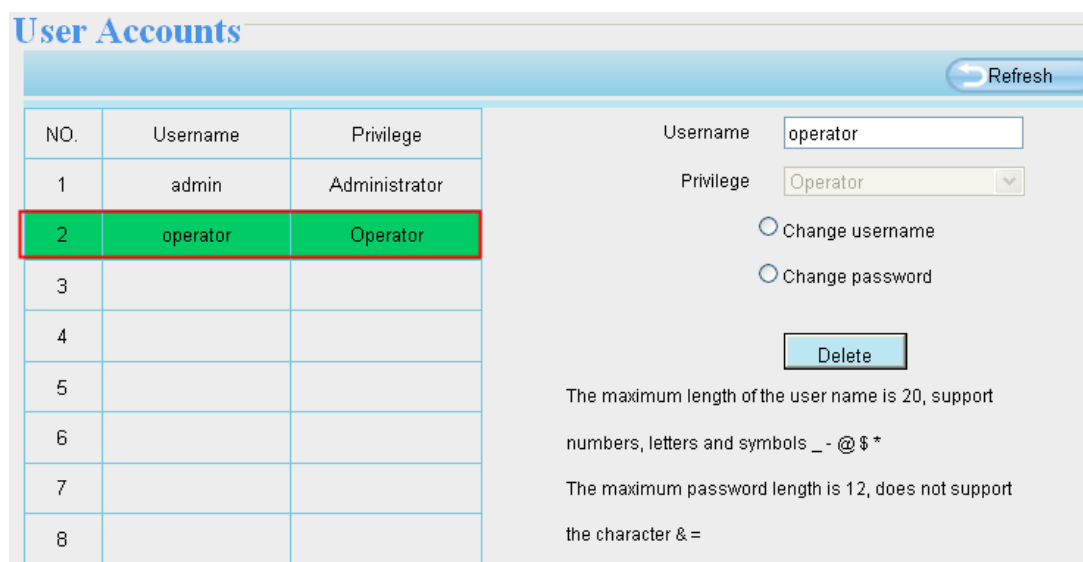 User Accounts
Refresh
NO. Username Privilege
1 admin Administrator
2 operator Operator
3
4
5
6
7
8
Username operator
Privilege Operator
Change username
Change password
Delete
The maximum length of the user name is 20, support
numbers, letters and symbols _ - @ $ *
The maximum password length is 12, does not support
the character & =